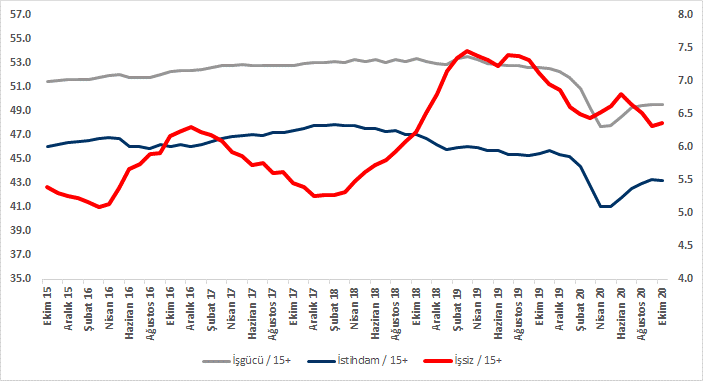 57.0
55.0
53.0
51.0
49.0
47.0
45.0
43.0
41.0
39.0
37.0
35.0
8.0
7.5
7.0
6.5
6.0
5.5
5.0
4.5
4.0
Ekim 15
Aralık 15
Şubat 16
Nisan 16
Haziran 16
Ağustos 16
Ekim 16
Aralık 16
Şubat 17
Nisan 17
Haziran 17
Ağustos 17
Ekim 17
Aralık 17
Şubat 18
Nisan 18
Haziran 18
Ağustos 18
Ekim 18
Aralık 18
Şubat 19
Nisan 19
Haziran 19
Ağustos 19
Ekim 19
Aralık 19
Şubat 20
Nisan 20
Haziran 20
Ağustos 20
Ekim 20
İşgücü / 15+
İstihdam / 15+
İşsiz / 15+